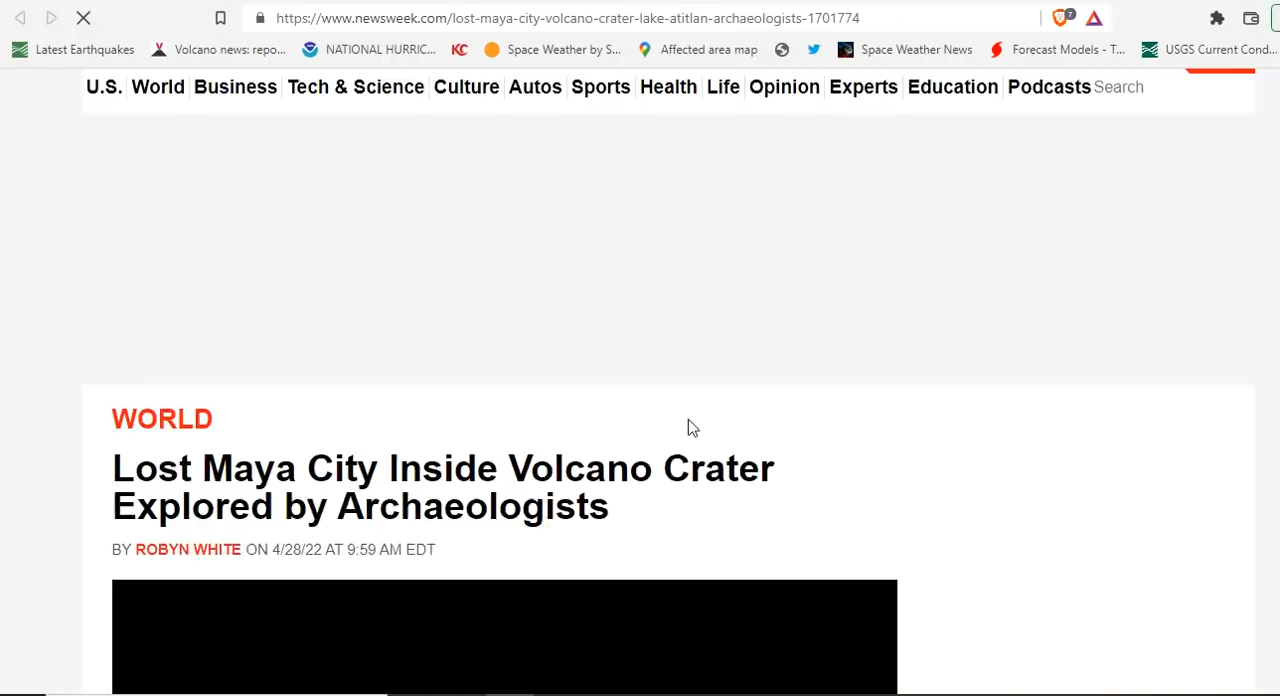 https://www.newsweek.com/lost-maya-city-volcano-crater-lake-atitlan-archaeologists-1701774 7
Latest Earthquakes Volcano news: repo... NATIONAL HURRIC... KC Space Weather by S... Affected area map Space Weather News Forecast Models - T... USGS Current Cond...
U.S. World Business Tech & Science Culture Autos Sports Health Life Opinion Experts Education Podcasts Search
WORLD
Lost Maya City Inside Volcano Crater
Explored by Archaeologists
BY ROBYN WHITE ON 4/28/22 AT 9:59 AM EDT